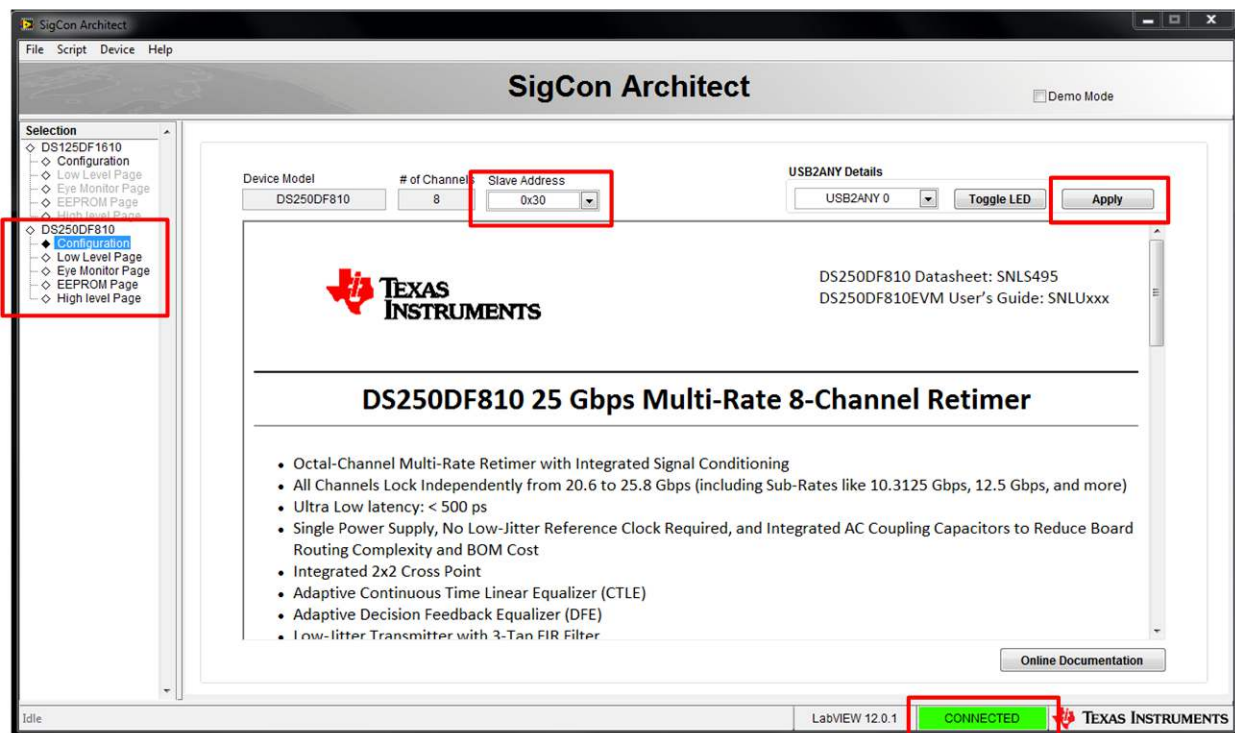 SigCon Architect
File Script Device Help
SigCon Architect
Demo Mode
Selection
DS125DF1610
Configuration
Low Level Page
Eye Monitor Page
EEPROM Page
High level Page
DS250DF810
Configuration
Low Level Page
Eye Monitor Page
EEPROM Page
High level Page
Device Model # of Channels Slave Address USB2ANY Details
DS250DF810 8 0x30 USB2ANY 0 Toggle LED Apply
TEXAS
INSTRUMENTS
DS250DF810 Datasheet: SNLS495
DS250DF810EVM User's Guide: SNLUxxx
DS250DF810 25 Gbps Multi-Rate 8-Channel Retimer
• Octal-Channel Multi-Rate Retimer with Integrated Signal Conditioning
• All Channels Lock Independently from 20.6 to 25.8 Gbps (including Sub-Rates like 10.3125 Gbps, 12.5 Gbps, and more)
• Ultra Low latency: < 500 ps
• Single Power Supply, No Low-Jitter Reference Clock Required, and Integrated AC Coupling Capacitors to Reduce Board
Routing Complexity and BOM Cost
• Integrated 2x2 Cross Point
• Adaptive Continuous Time Linear Equalizer (CTLE)
• Adaptive Decision Feedback Equalizer (DFE)
• Low-Jitter Transmitter with 3-Tap FIR Filter
Online Documentation
Idle LabVIEW 12.0.1 CONNECTED TEXAS INSTRUMENTS